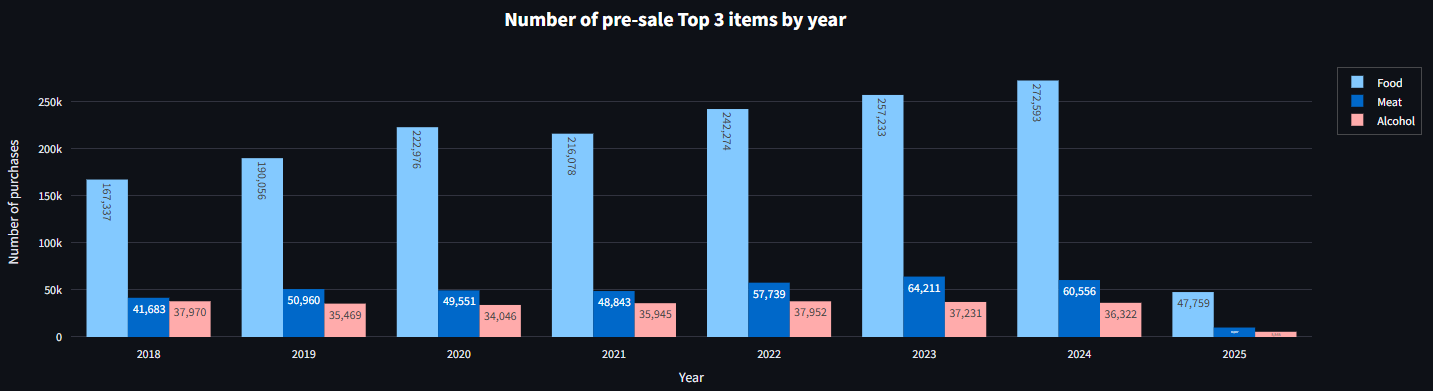 Number of pre-sale Top 3 items by year
Food
Meat
Alcohol
Number of purchases
250k
200k
150k
100k
50k
0
167,337
41,683
37,970
190,056
50,960
35,469
222,976
49,551
34,046
216,078
48,843
35,945
242,274
57,739
37,952
257,233
64,211
37,231
272,593
60,556
36,322
47,759
2018
2019
2020
2021
2022
2023
2024
2025
Year